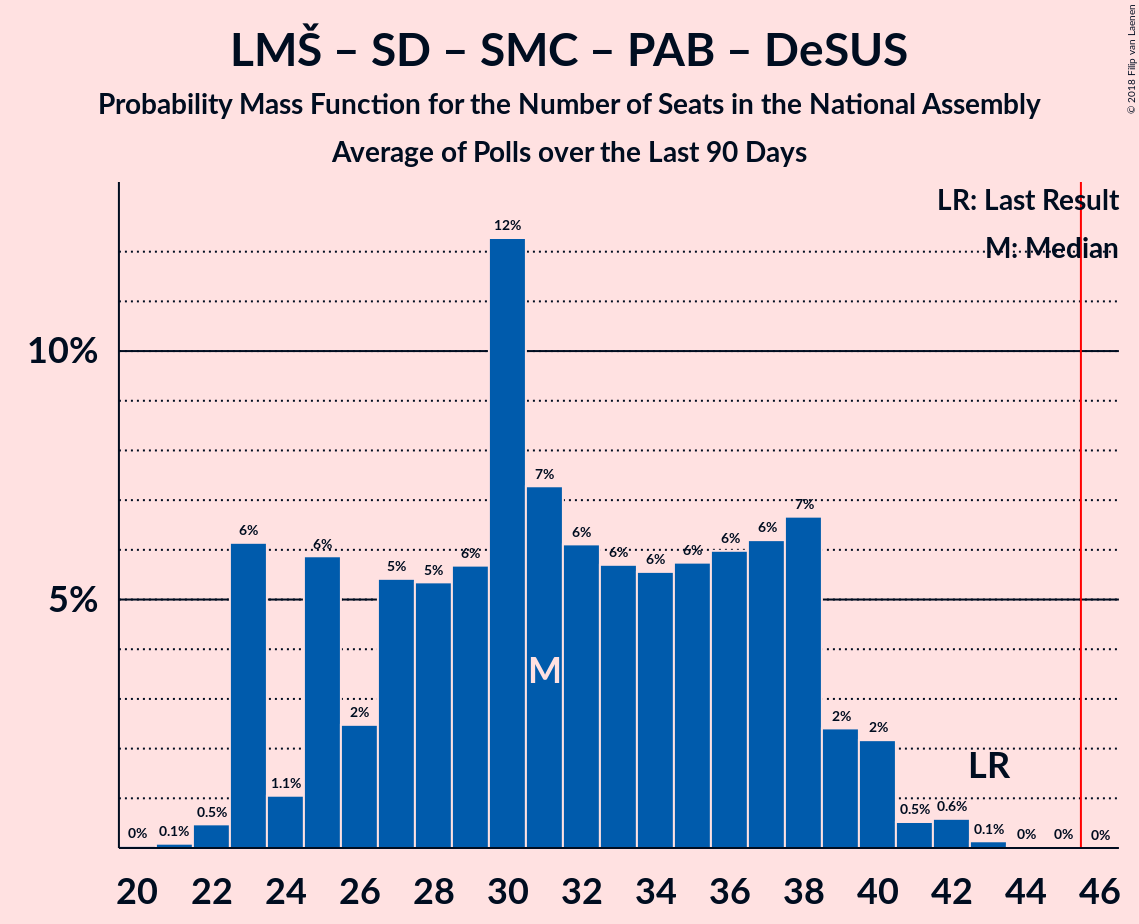 LMŠ – SD – SMC – PAB – DeSUS
Probability Mass Function for the Number of Seats in the National Assembly
Average of Polls over the Last 90 Days
© 2018 Filip van Laenen
LR: Last Result
M: Median
10%
5%
0% 0.1% 0.5% 6% 1.1% 6% 2% 5% 5% 6% 12% 7% 6% 6% 6% 6% 6% 6% 7% 2% 2% 0.5% 0.6% 0.1% 0% 0% 0%
M
LR
20 22 24 26 28 30 32 34 36 38 40 42 44 46